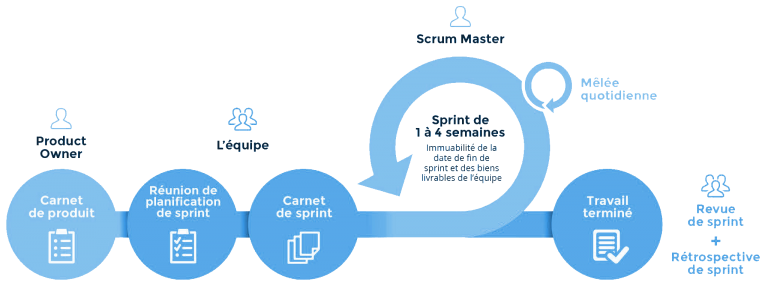 Scrum Master
Mêlée
quotidienne
Product
Owner
L'équipe
Sprint de
1 à 4 semaines
Immuabilité de la
date de fin de
sprint et des biens
livrables de l'équipe
Carnet
de produit
Réunion de
planification
de sprint
Carnet
de sprint
Travail
terminé
Revue
de sprint
+
Rétrospective
de sprint